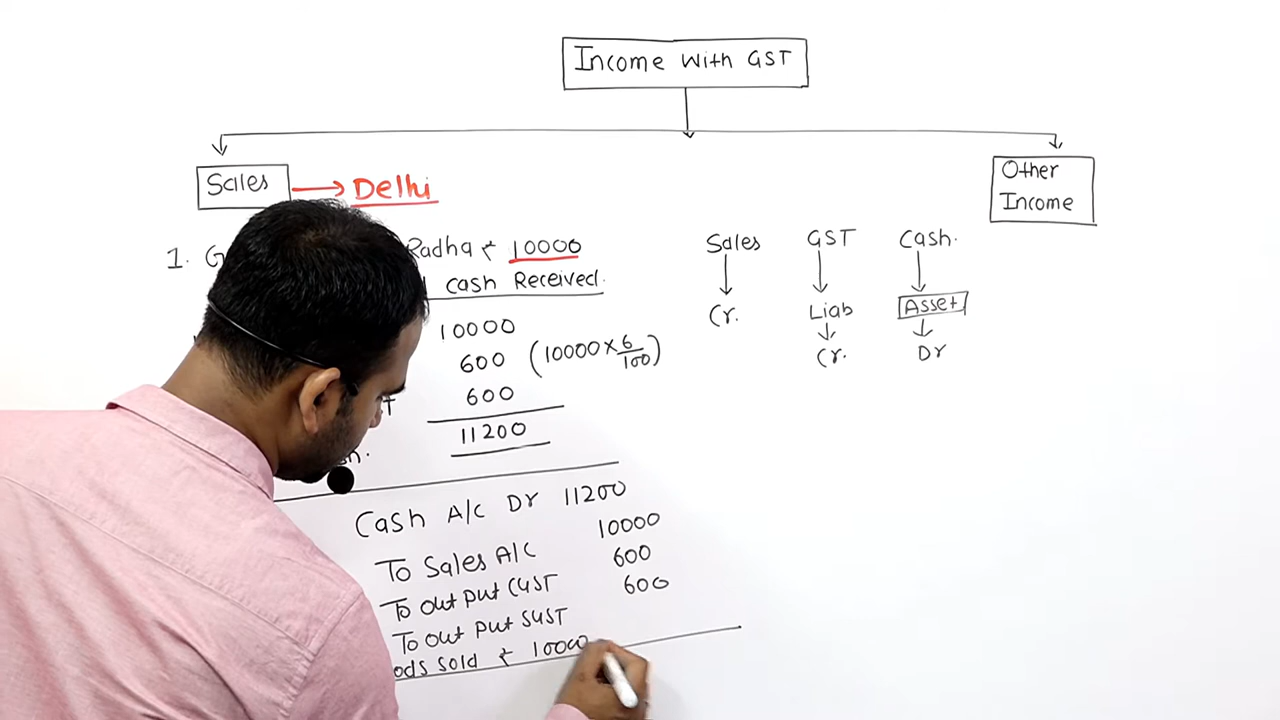 Income With GST
Sales → Delhi
Other
Income
1. G Radha ₹ 10000
cash Received.
10000
600 (10000 × 6/100)
600
11200
Sales GST Cash.
Cr. Liab Asset
Cr. Dr
Cash A/C Dr 11200
To Sales A/C 10000
To Out Put CGST 600
To Out Put SGST 600
ods Sold ₹ 10000